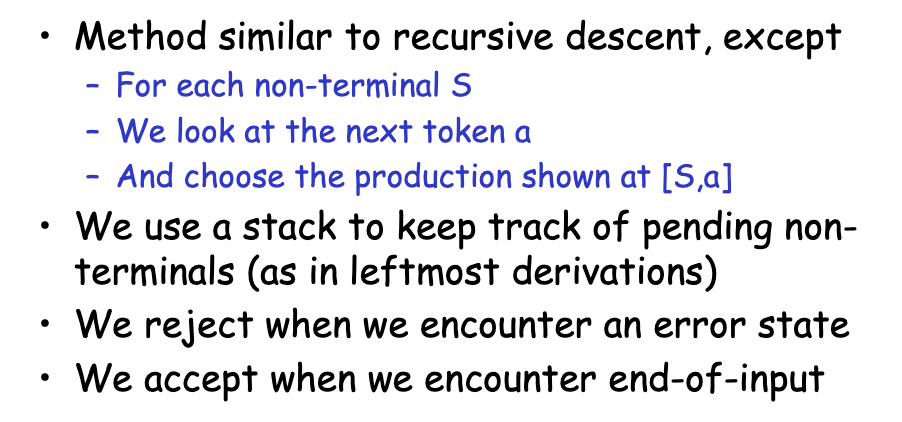 • Method similar to recursive descent, except
– For each non-terminal S
– We look at the next token a
– And choose the production shown at [S,a]
• We use a stack to keep track of pending non-
terminals (as in leftmost derivations)
• We reject when we encounter an error state
• We accept when we encounter end-of-input